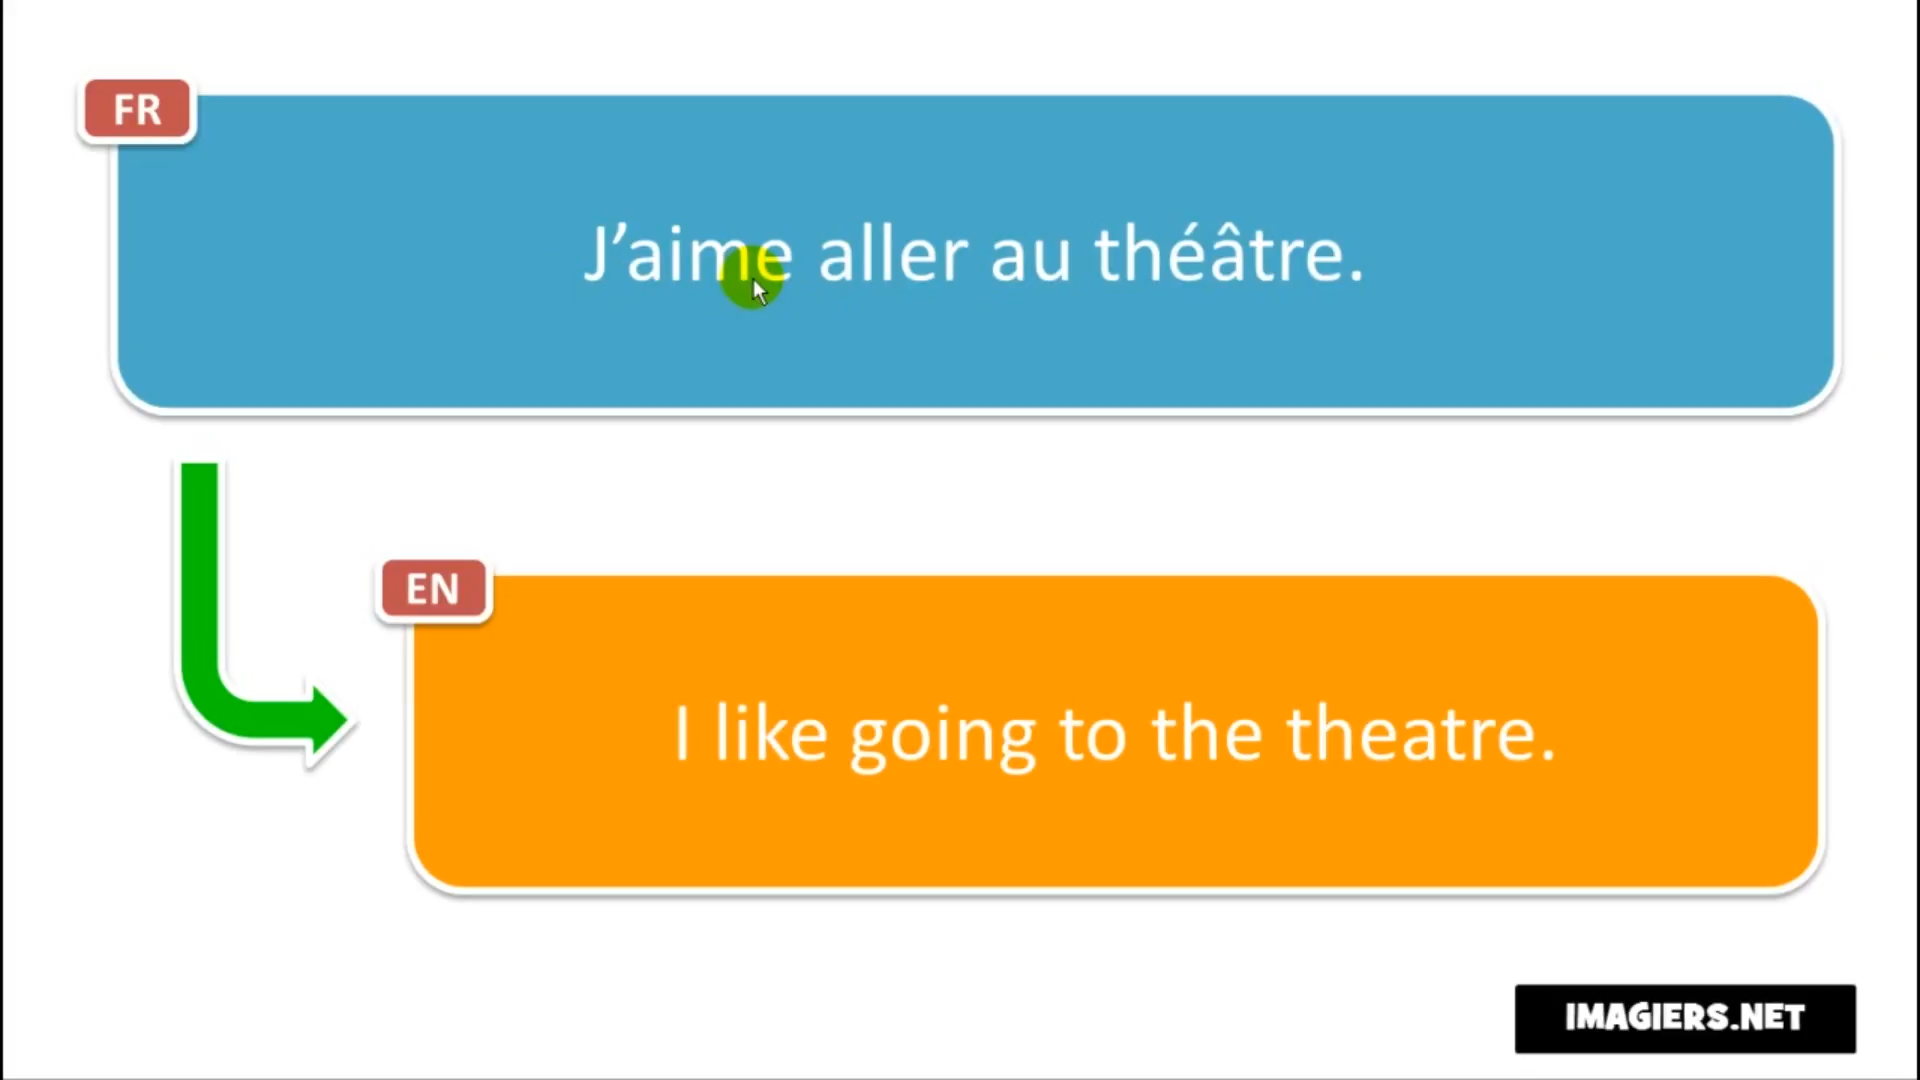 FR
J’aime aller au théâtre.
EN
I like going to the theatre.
IMAGIERS.NET